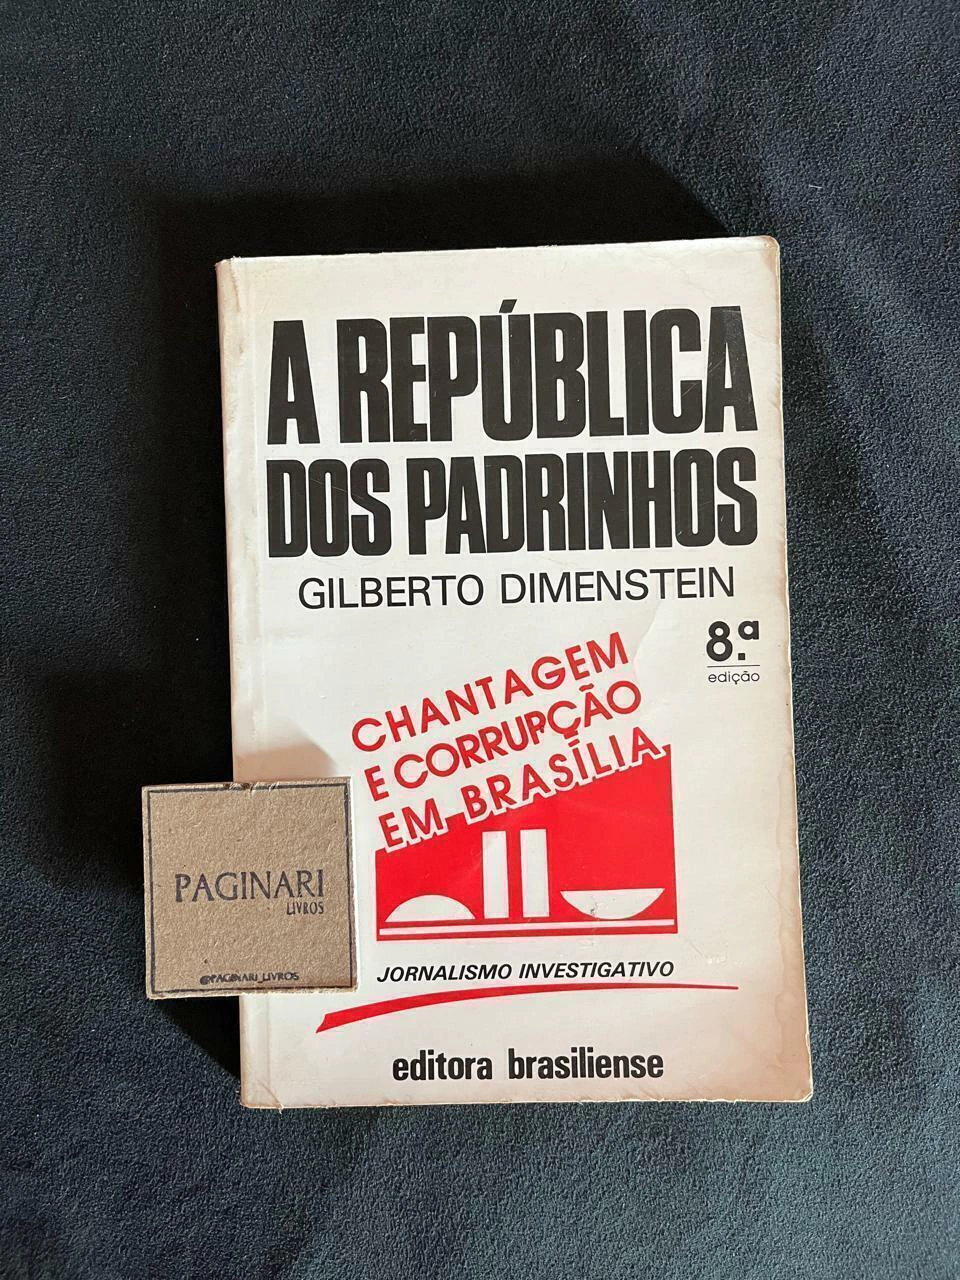 A REPÚBLICA
DOS PADRINHOS
GILBERTO DIMENSTEIN
8.ª
edição
CHANTAGEM
E CORRUPÇÃO
EM BRASÍLIA
JORNALISMO INVESTIGATIVO
editora brasiliense
PAGINARI
LIVROS
@PAGINARI_LIVROS